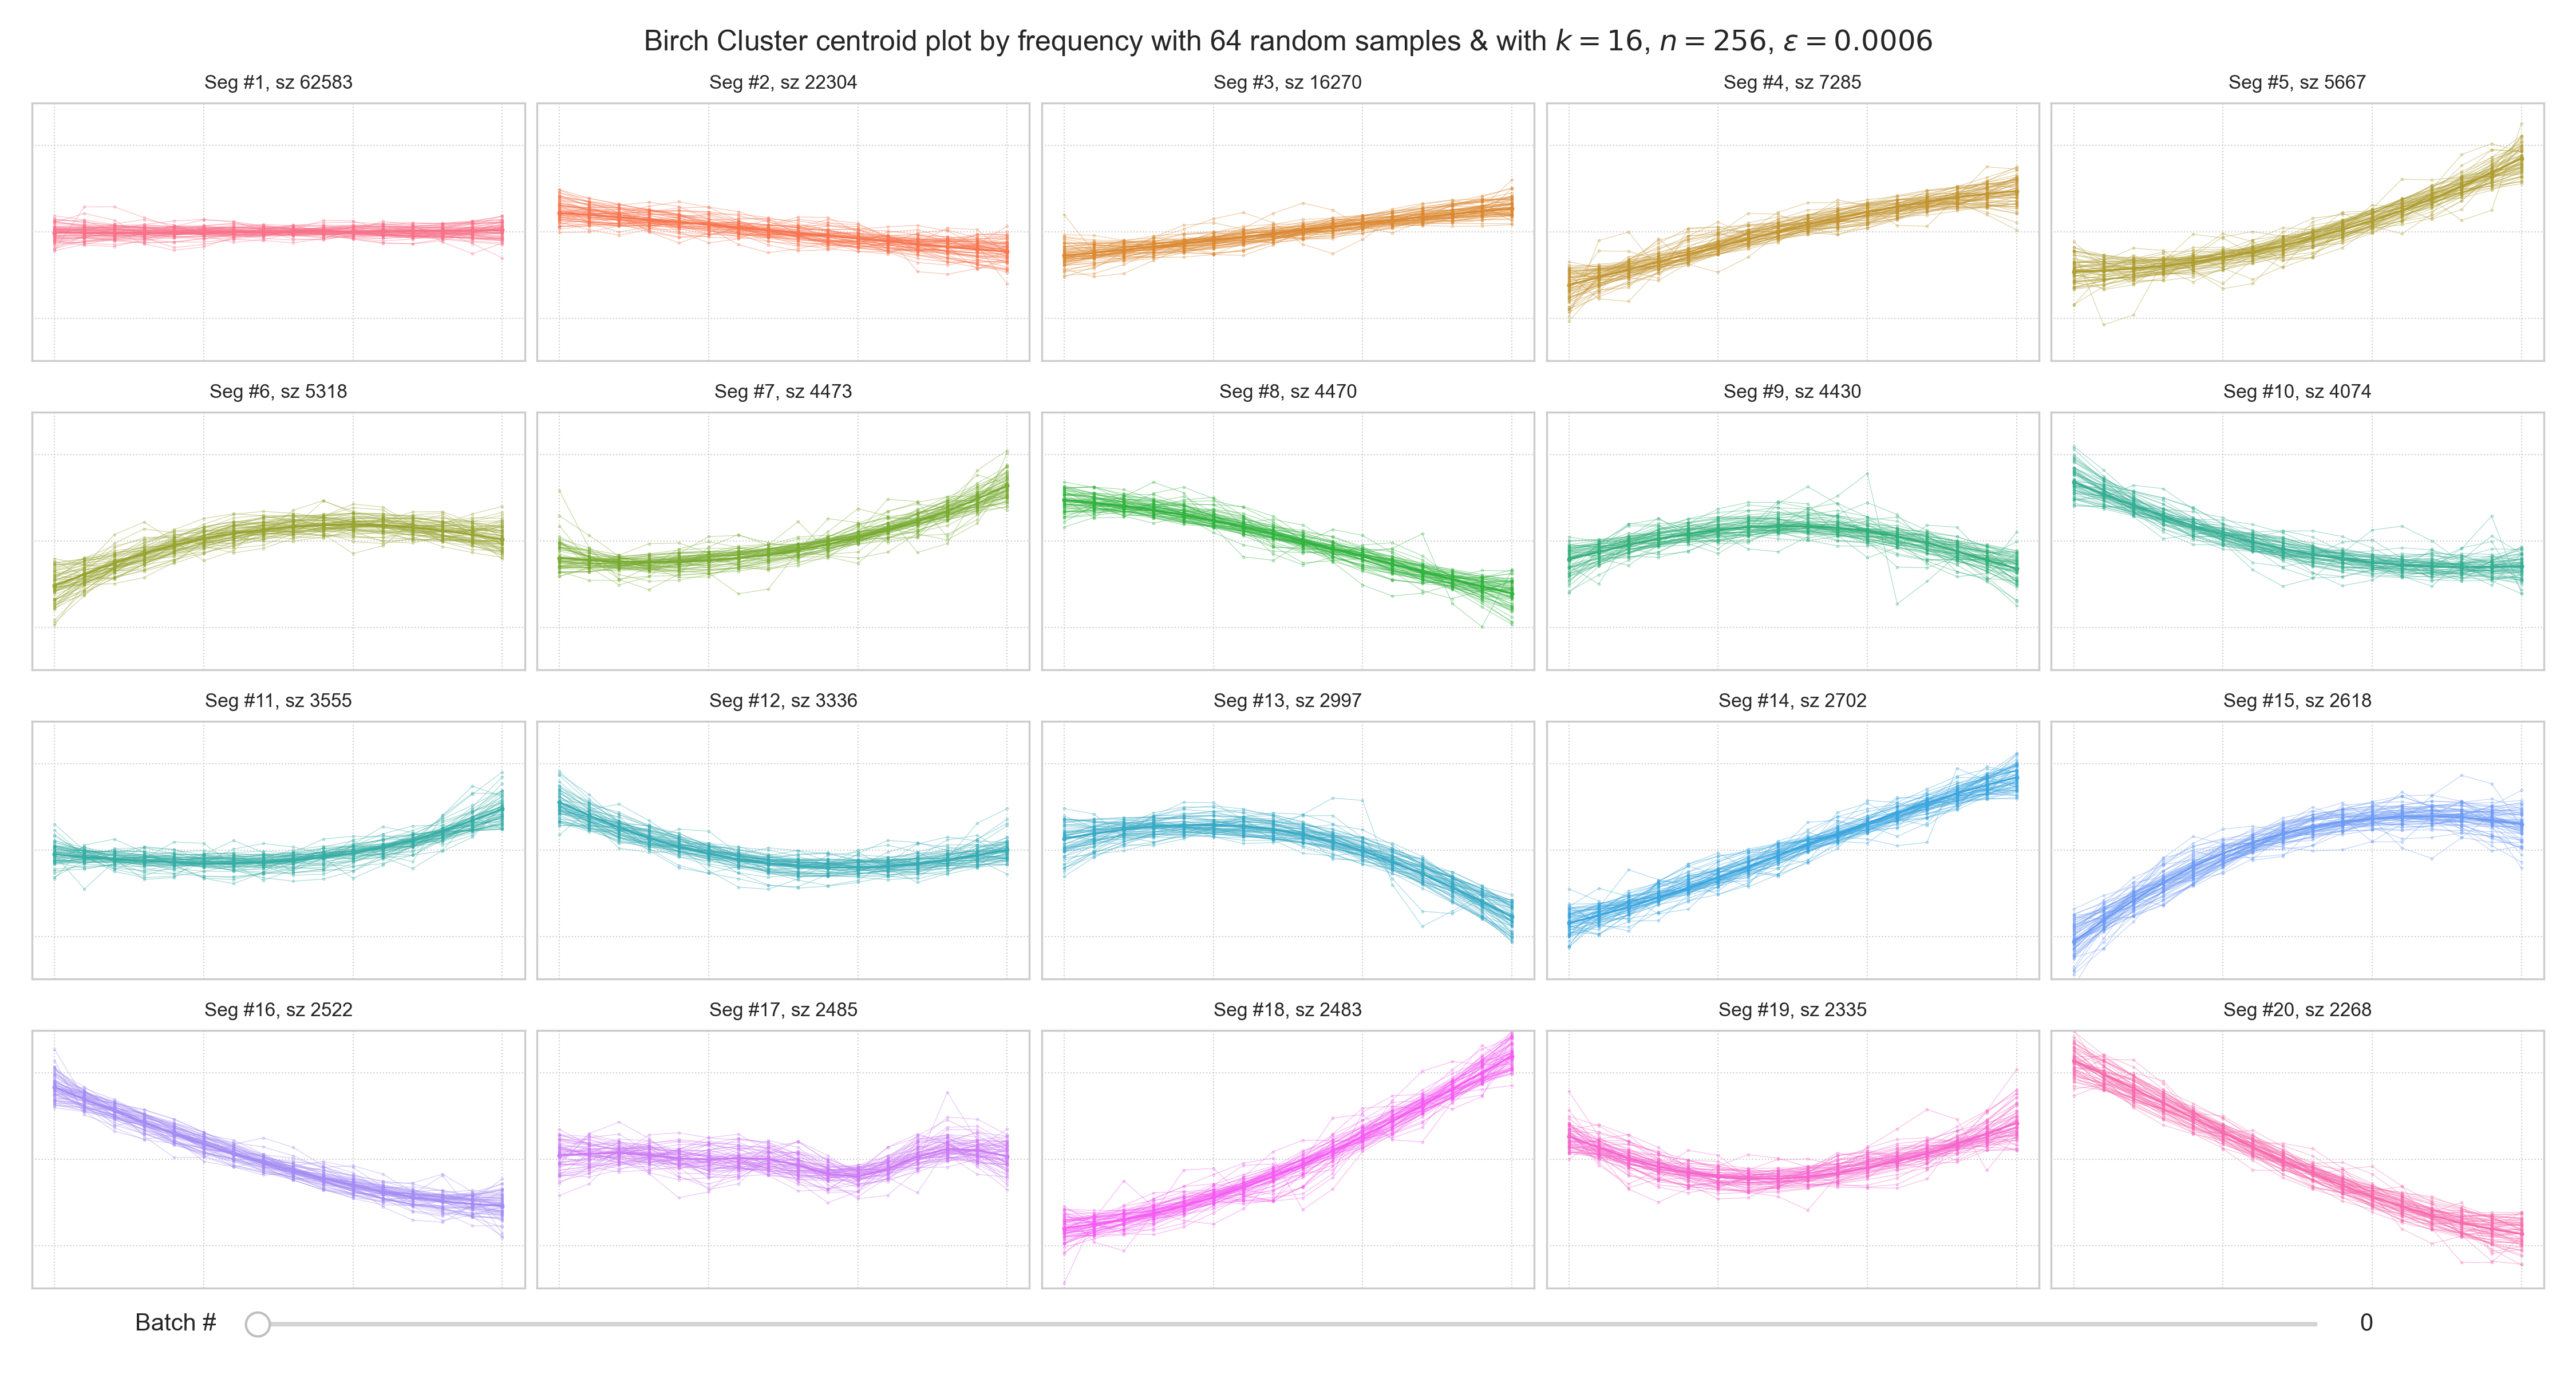 Birch Cluster centroid plot by frequency with 64 random samples & with k = 16, n = 256, ε = 0.0006
Seg #1, sz 62583
Seg #2, sz 22304
Seg #3, sz 16270
Seg #4, sz 7285
Seg #5, sz 5667
Seg #6, sz 5318
Seg #7, sz 4473
Seg #8, sz 4470
Seg #9, sz 4430
Seg #10, sz 4074
Seg #11, sz 3555
Seg #12, sz 3336
Seg #13, sz 2997
Seg #14, sz 2702
Seg #15, sz 2618
Seg #16, sz 2522
Seg #17, sz 2485
Seg #18, sz 2483
Seg #19, sz 2335
Seg #20, sz 2268
Batch # 0